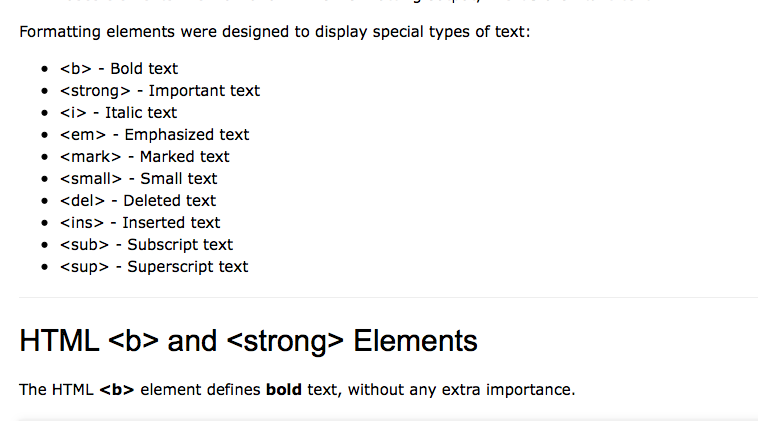 Formatting elements were designed to display special types of text:
<b> - Bold text
<strong> - Important text
<i> - Italic text
<em> - Emphasized text
<mark> - Marked text
<small> - Small text
<del> - Deleted text
<ins> - Inserted text
<sub> - Subscript text
<sup> - Superscript text
HTML <b> and <strong> Elements
The HTML <b> element defines bold text, without any extra importance.